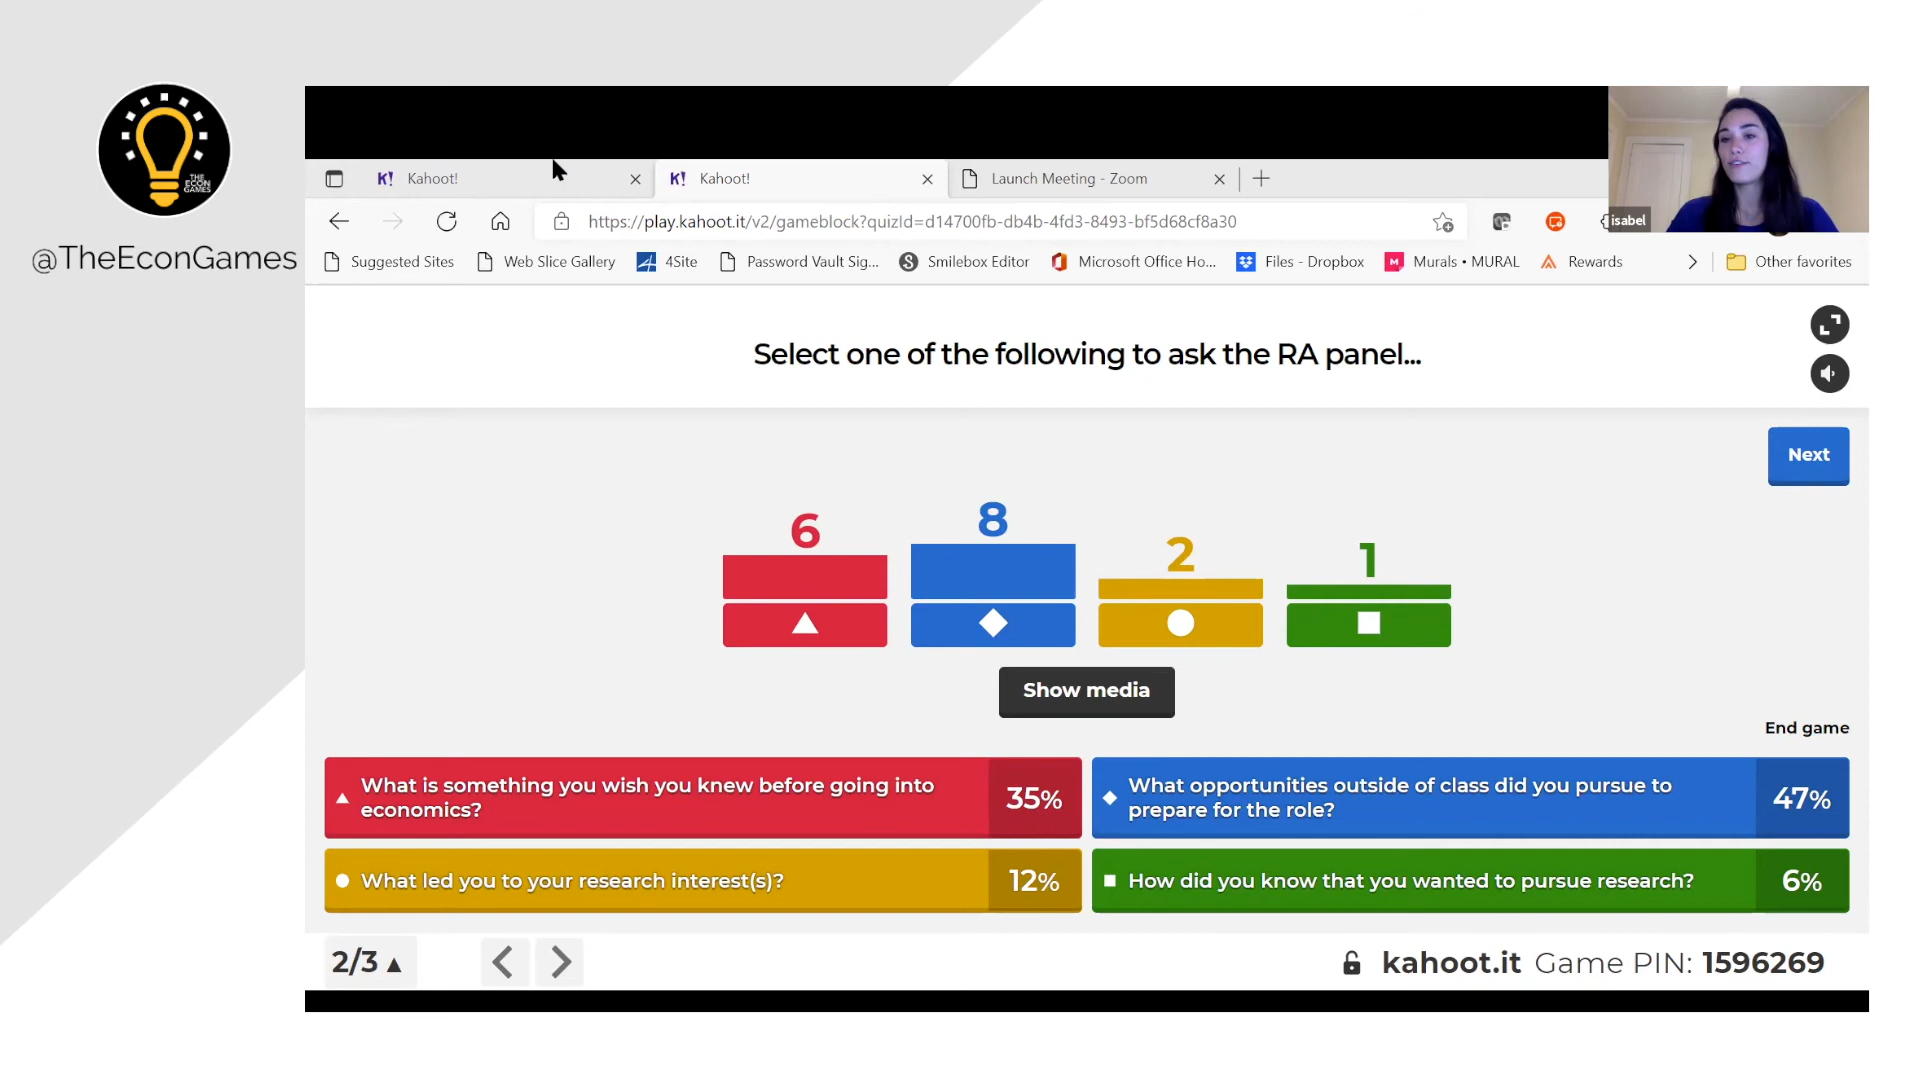 THE
ECON
GAMES
@TheEconGames
K! Kahoot!
K! Kahoot!
Launch Meeting - Zoom
https://play.kahoot.it/v2/gameblock?quizId=d14700fb-db4b-4fd3-8493-bf5d68cf8a30
isabel
Suggested Sites
Web Slice Gallery
4Site
Password Vault Sig...
Smilebox Editor
Microsoft Office Ho...
Files - Dropbox
Murals • MURAL
Rewards
Other favorites
Select one of the following to ask the RA panel...
Next
6
8
2
1
Show media
End game
What is something you wish you knew before going into
economics?
35%
What opportunities outside of class did you pursue to
prepare for the role?
47%
What led you to your research interest(s)?
12%
How did you know that you wanted to pursue research?
6%
2/3
kahoot.it Game PIN: 1596269